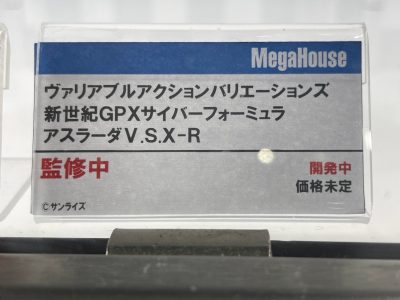 MegaHouse
ヴァリアブルアクションバリエーションズ
新世紀GPXサイバーフォーミュラ
アスラーダV.S.X-R
監修中
開発中
価格未定
©サンライズ